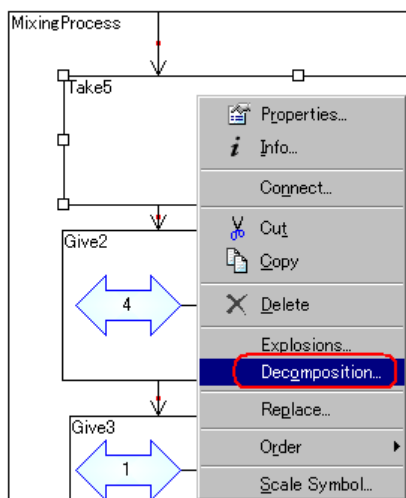 MixingProcess
Take5
Properties...
Info...
Connect...
Cut
Copy
Delete
Explosions...
Decomposition...
Replace...
Order
Scale Symbol...
Give2
4
Give3
1